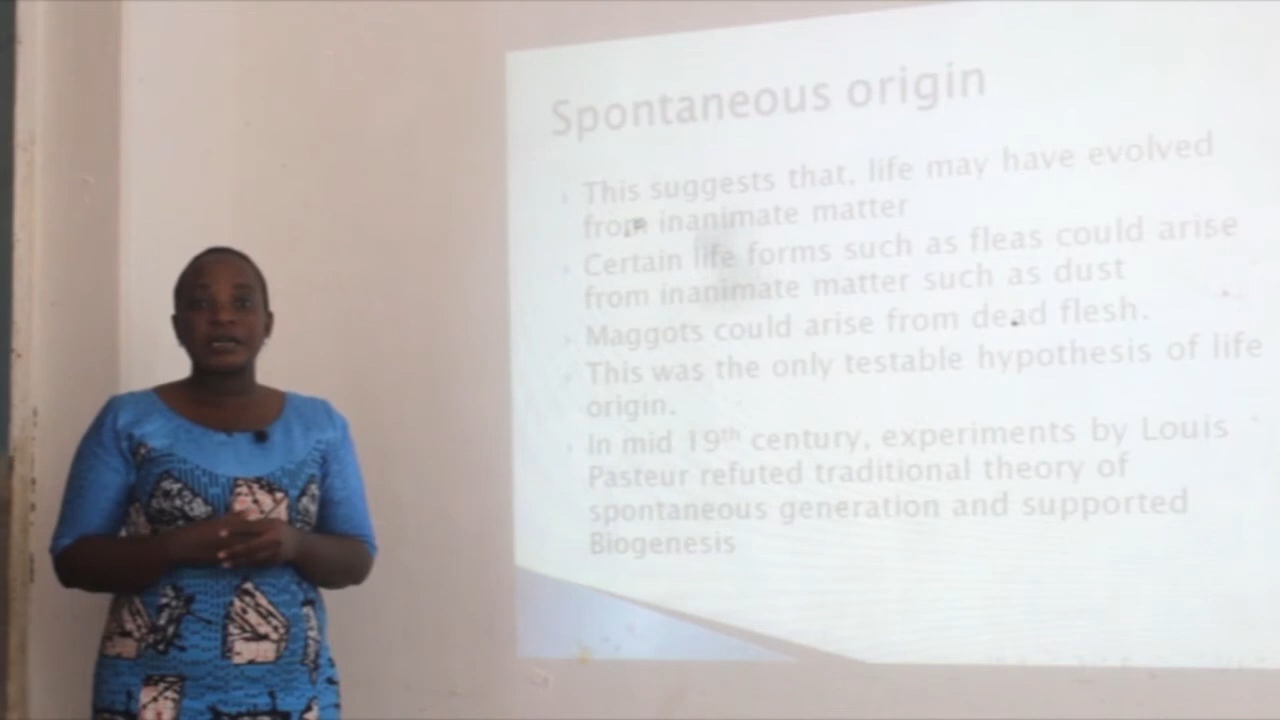 Spontaneous origin
This suggests that, life may have evolved
from inanimate matter
Certain life forms such as fleas could arise
from inanimate matter such as dust
Maggots could arise from dead flesh.
This was the only testable hypothesis of life
origin.
In mid 19th century, experiments by Louis
Pasteur refuted traditional theory of
spontaneous generation and supported
Biogenesis